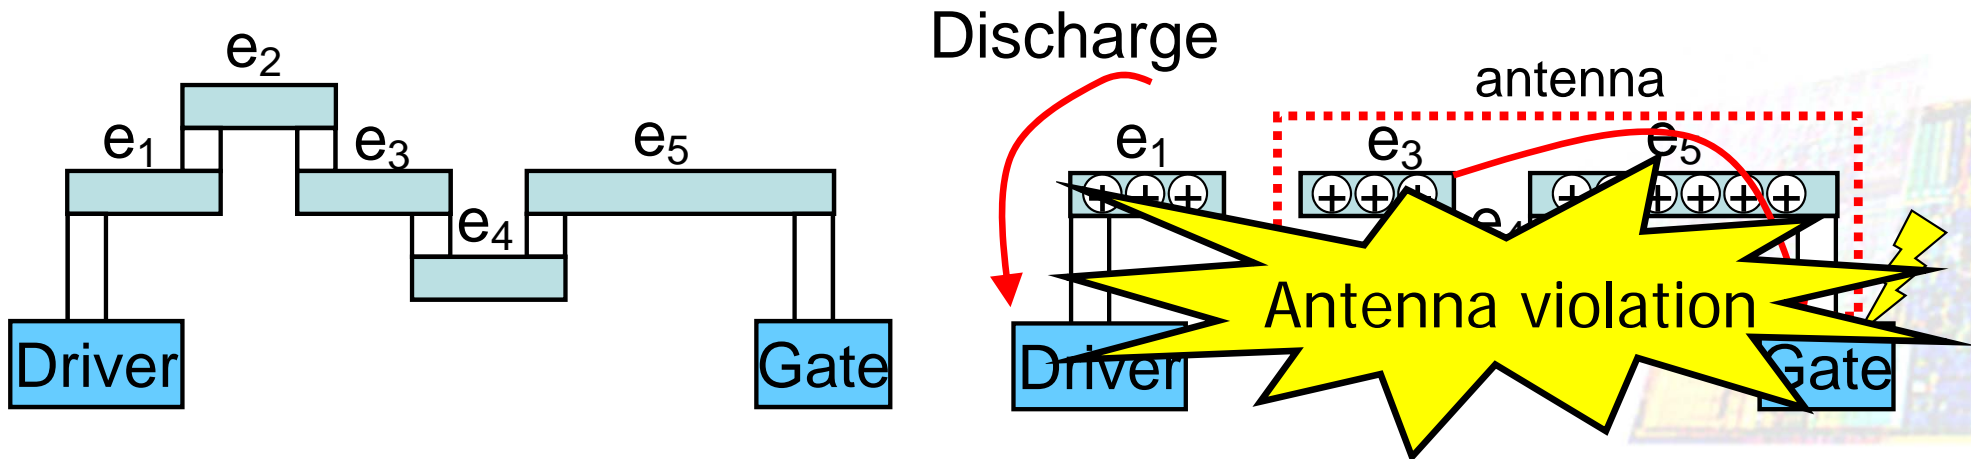 e2
e1
e3
e5
e4
Driver
Gate
Discharge
antenna
e1
e3
e5
+ + +
+ + +
+ + + + + +
Antenna violation
Driver
Gate